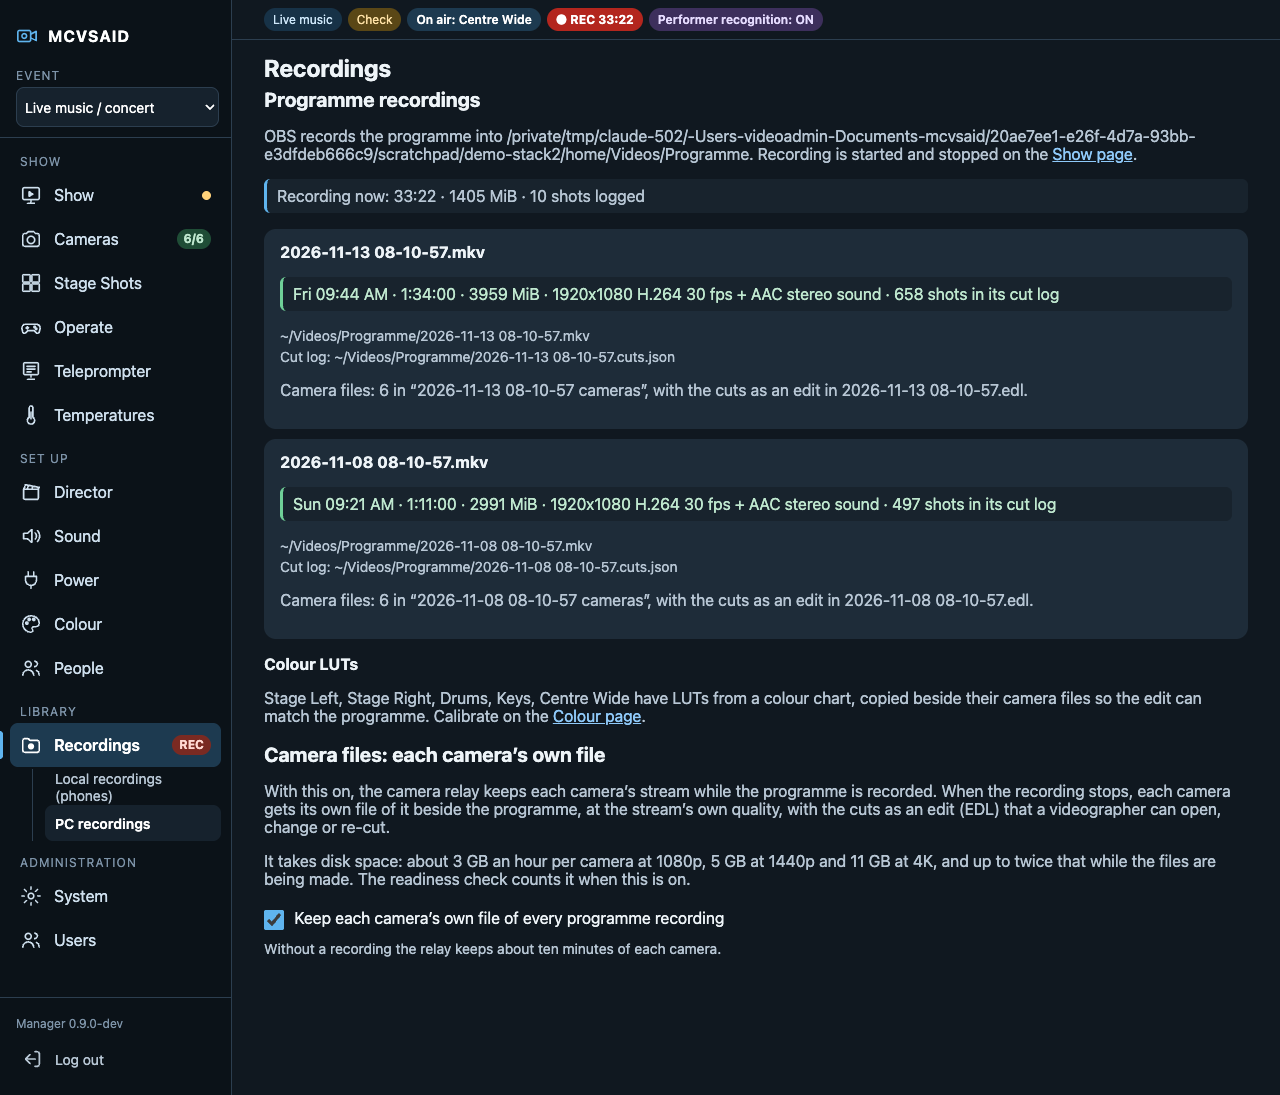 MCVSAID
EVENT
Live music / concert
SHOW
Show
Cameras
6/6
Stage Shots
Operate
Teleprompter
Temperatures
SET UP
Director
Sound
Power
Colour
People
LIBRARY
Recordings
REC
Local recordings
(phones)
PC recordings
ADMINISTRATION
System
Users
Manager 0.9.0-dev
Log out
Live music
Check
On air: Centre Wide
REC 33:22
Performer recognition: ON
Recordings
Programme recordings
OBS records the programme into /private/tmp/claude-502/-Users-videoadmin-Documents-mcvsaid/20ae7ee1-e26f-4d7a-93bb-
e3dfdeb666c9/scratchpad/demo-stack2/home/Videos/Programme. Recording is started and stopped on the Show page.
Recording now: 33:22 · 1405 MiB · 10 shots logged
2026-11-13 08-10-57.mkv
Fri 09:44 AM · 1:34:00 · 3959 MiB · 1920x1080 H.264 30 fps + AAC stereo sound · 658 shots in its cut log
~/Videos/Programme/2026-11-13 08-10-57.mkv
Cut log: ~/Videos/Programme/2026-11-13 08-10-57.cuts.json
Camera files: 6 in “2026-11-13 08-10-57 cameras”, with the cuts as an edit in 2026-11-13 08-10-57.edl.
2026-11-08 08-10-57.mkv
Sun 09:21 AM · 1:11:00 · 2991 MiB · 1920x1080 H.264 30 fps + AAC stereo sound · 497 shots in its cut log
~/Videos/Programme/2026-11-08 08-10-57.mkv
Cut log: ~/Videos/Programme/2026-11-08 08-10-57.cuts.json
Camera files: 6 in “2026-11-08 08-10-57 cameras”, with the cuts as an edit in 2026-11-08 08-10-57.edl.
Colour LUTs
Stage Left, Stage Right, Drums, Keys, Centre Wide have LUTs from a colour chart, copied beside their camera files so the edit can
match the programme. Calibrate on the Colour page.
Camera files: each camera’s own file
With this on, the camera relay keeps each camera’s stream while the programme is recorded. When the recording stops, each camera
gets its own file of it beside the programme, at the stream’s own quality, with the cuts as an edit (EDL) that a videographer can open,
change or re-cut.
It takes disk space: about 3 GB an hour per camera at 1080p, 5 GB at 1440p and 11 GB at 4K, and up to twice that while the files are
being made. The readiness check counts it when this is on.
Keep each camera’s own file of every programme recording
Without a recording the relay keeps about ten minutes of each camera.